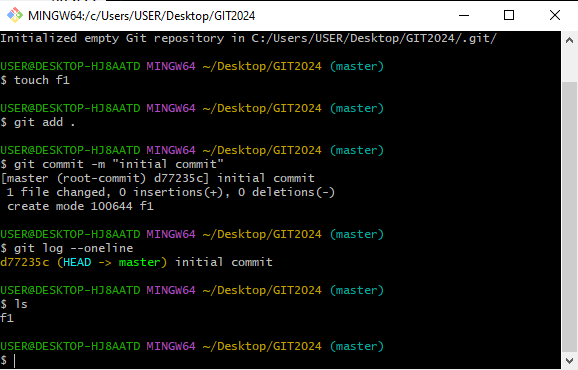 MINGW64:/c/Users/USER/Desktop/GIT2024
Initialized empty Git repository in C:/Users/USER/Desktop/GIT2024/.git/
USER@DESKTOP-HJ8AATD MINGW64 ~/Desktop/GIT2024 (master)
$ touch f1
USER@DESKTOP-HJ8AATD MINGW64 ~/Desktop/GIT2024 (master)
$ git add .
USER@DESKTOP-HJ8AATD MINGW64 ~/Desktop/GIT2024 (master)
$ git commit -m "initial commit"
[master (root-commit) d77235c] initial commit
 1 file changed, 0 insertions(+), 0 deletions(-)
 create mode 100644 f1
USER@DESKTOP-HJ8AATD MINGW64 ~/Desktop/GIT2024 (master)
$ git log --oneline
d77235c (HEAD -> master) initial commit
USER@DESKTOP-HJ8AATD MINGW64 ~/Desktop/GIT2024 (master)
$ ls
f1
USER@DESKTOP-HJ8AATD MINGW64 ~/Desktop/GIT2024 (master)
$